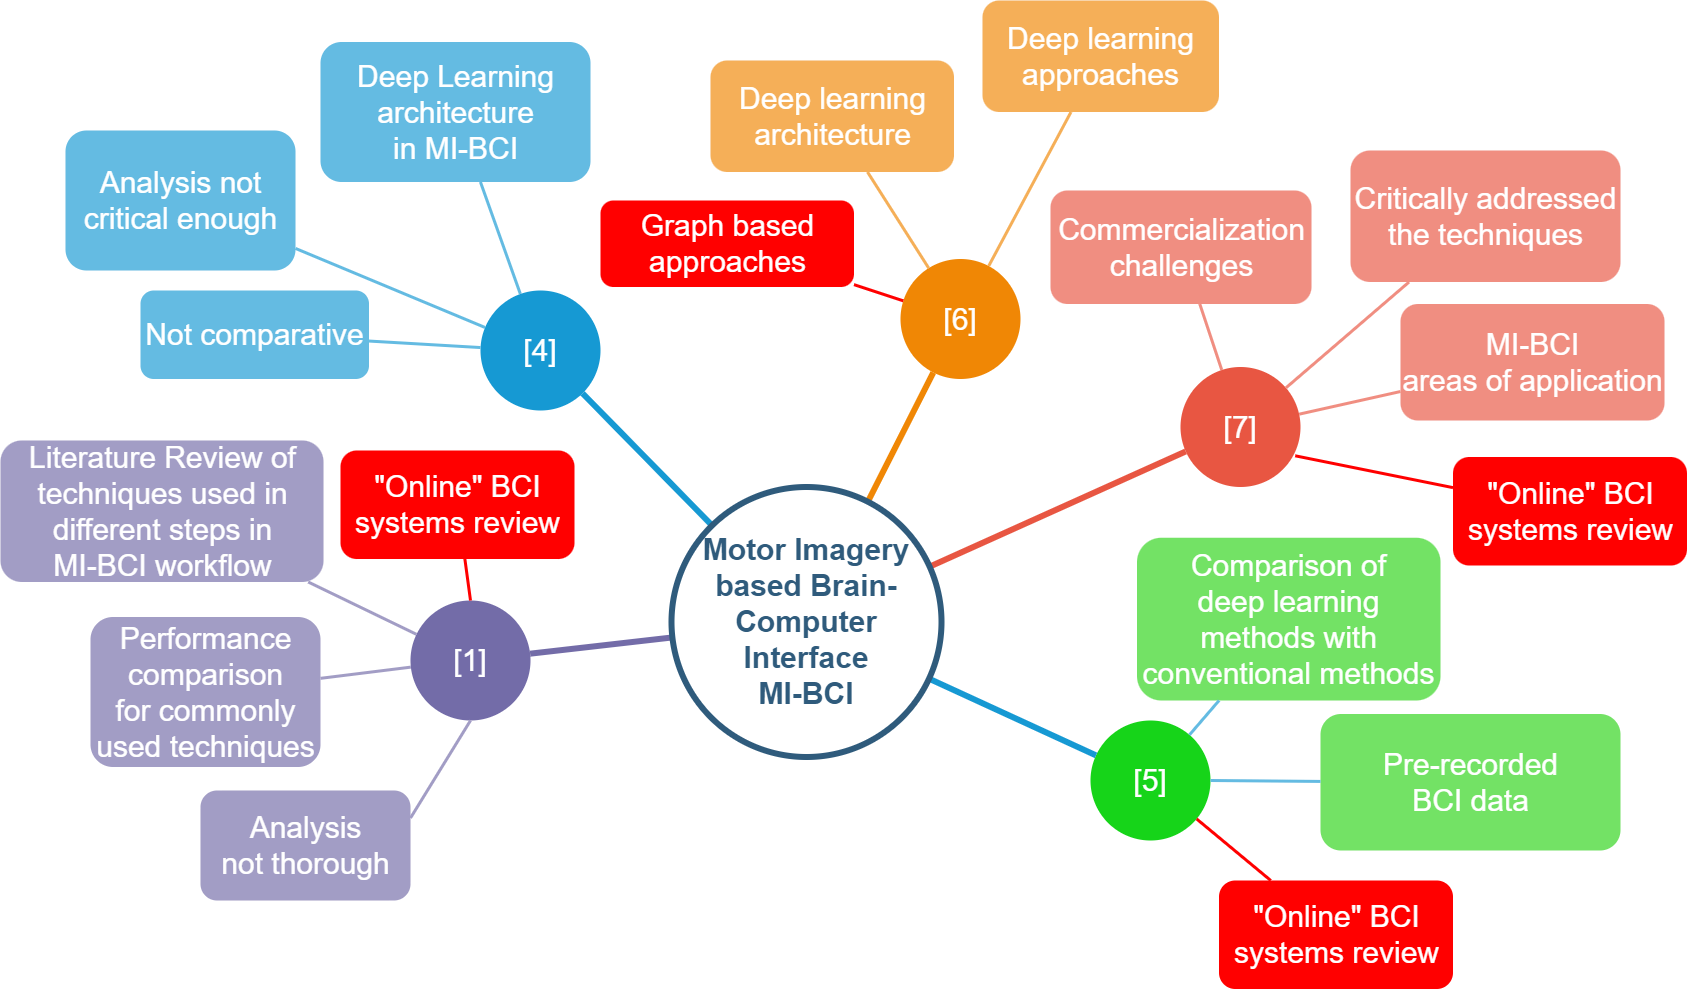 Deep Learning
architecture
in MI-BCI
Analysis not
critical enough
Not comparative
[4]
Deep learning
architecture
Deep learning
approaches
Graph based
approaches
[6]
Commercialization
challenges
Critically addressed
the techniques
MI-BCI
areas of application
[7]
"Online" BCI
systems review
Literature Review of
techniques used in
different steps in
MI-BCI workflow
"Online" BCI
systems review
Performance
comparison
for commonly
used techniques
[1]
Analysis
not thorough
Motor Imagery
based Brain-
Computer
Interface
MI-BCI
Comparison of
deep learning
methods with
conventional methods
[5]
Pre-recorded
BCI data
"Online" BCI
systems review